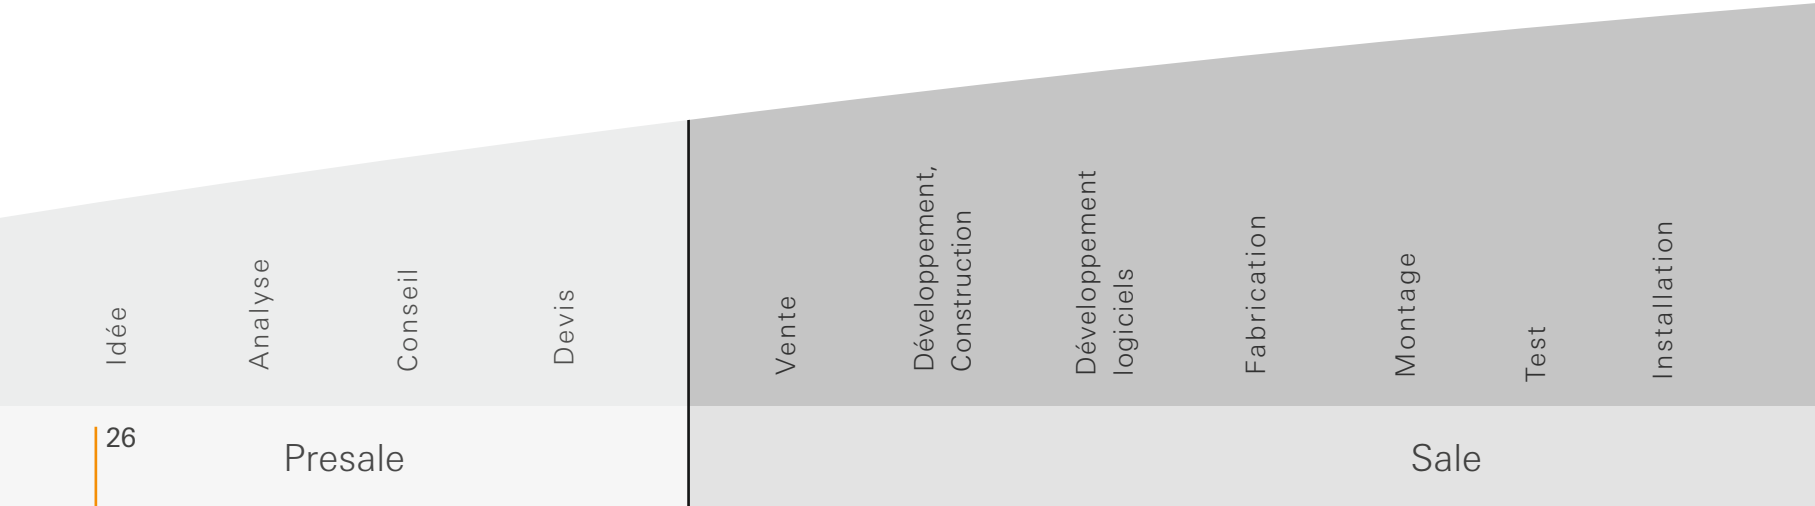 Idée
Analyse
Conseil
Devis
Vente
Développement,
Construction
Développement
logiciels
Fabrication
Montage
Test
Installation
26
Presale
Sale